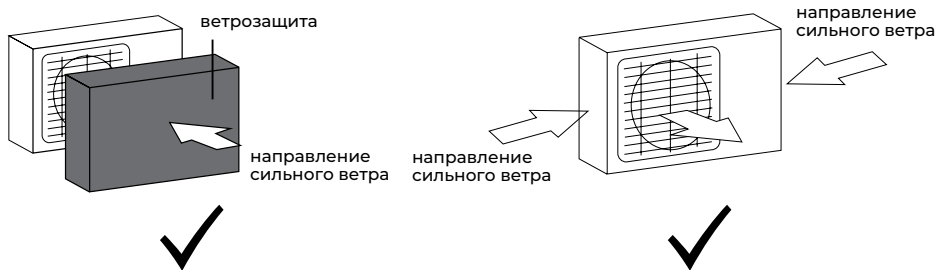 ветрозащита
направление
сильного ветра
направление
сильного ветра
направление
сильного ветра